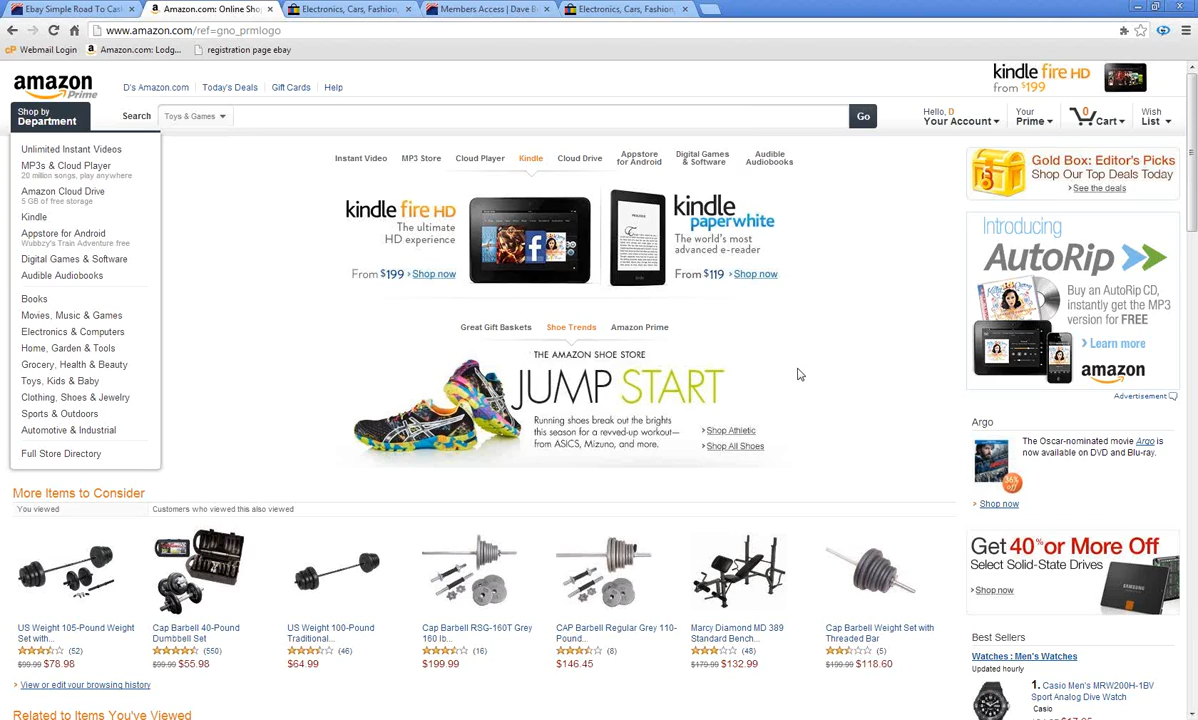 Ebay Simple Road To Cas
Amazon.com: Online Sho
Electronics, Cars, Fashion,
Members Access | Dave B
Electronics, Cars, Fashion,
www.amazon.com/ref=gno_prmlogo
cP Webmail Login
Amazon.com: Lodg...
registration page ebay
amazon
Prime
D's Amazon.com
Today's Deals
Gift Cards
Help
kindle fire HD
from $199
Shop by
Department
Search
Toys & Games
Go
Hello, D
Your Account
Your
Prime
0
Cart
Wish
List
Unlimited Instant Videos
MP3s & Cloud Player
20 million songs, play anywhere
Amazon Cloud Drive
5 GB of free storage
Kindle
Appstore for Android
Wubbzy's Train Adventure free
Digital Games & Software
Audible Audiobooks
Books
Movies, Music & Games
Electronics & Computers
Home, Garden & Tools
Grocery, Health & Beauty
Toys, Kids & Baby
Clothing, Shoes & Jewelry
Sports & Outdoors
Automotive & Industrial
Full Store Directory
Instant Video
MP3 Store
Cloud Player
Kindle
Cloud Drive
Appstore
for Android
Digital Games
& Software
Audible
Audiobooks
kindle fire HD
The ultimate
HD experience
From $199 › Shop now
kindle
paperwhite
The world's most
advanced e-reader
From $119 › Shop now
Great Gift Baskets
Shoe Trends
Amazon Prime
THE AMAZON SHOE STORE
JUMP START
Running shoes break out the brights
this season for a revved-up workout—
from ASICS, Mizuno, and more.
› Shop Athletic
› Shop All Shoes
Gold Box: Editor's Picks
Shop Our Top Deals Today
› See the deals
Introducing
AutoRip
Buy an AutoRip CD,
instantly get the MP3
version for FREE
› Learn more
amazon
Advertisement
Argo
The Oscar-nominated movie Argo is
now available on DVD and Blu-ray.
› Shop now
Get 40% or More Off
Select Solid-State Drives
› Shop now
SAMSUNG
Best Sellers
Watches : Men's Watches
Updated hourly
1. Casio Men's MRW200H-1BV
Sport Analog Dive Watch
Casio
More Items to Consider
You viewed
Customers who viewed this also viewed
US Weight 105-Pound Weight
Set with...
(52)
$99.99 $78.98
Cap Barbell 40-Pound
Dumbbell Set
(550)
$99.99 $55.98
US Weight 100-Pound
Traditional...
(46)
$64.99
Cap Barbell RSG-160T Grey
160 lb...
(16)
$199.99
CAP Barbell Regular Grey 110-
Pound...
(8)
$146.45
Marcy Diamond MD 389
Standard Bench...
(48)
$179.99 $132.99
Cap Barbell Weight Set with
Threaded Bar
(5)
$118.60
› View or edit your browsing history
Related to Items You've Viewed